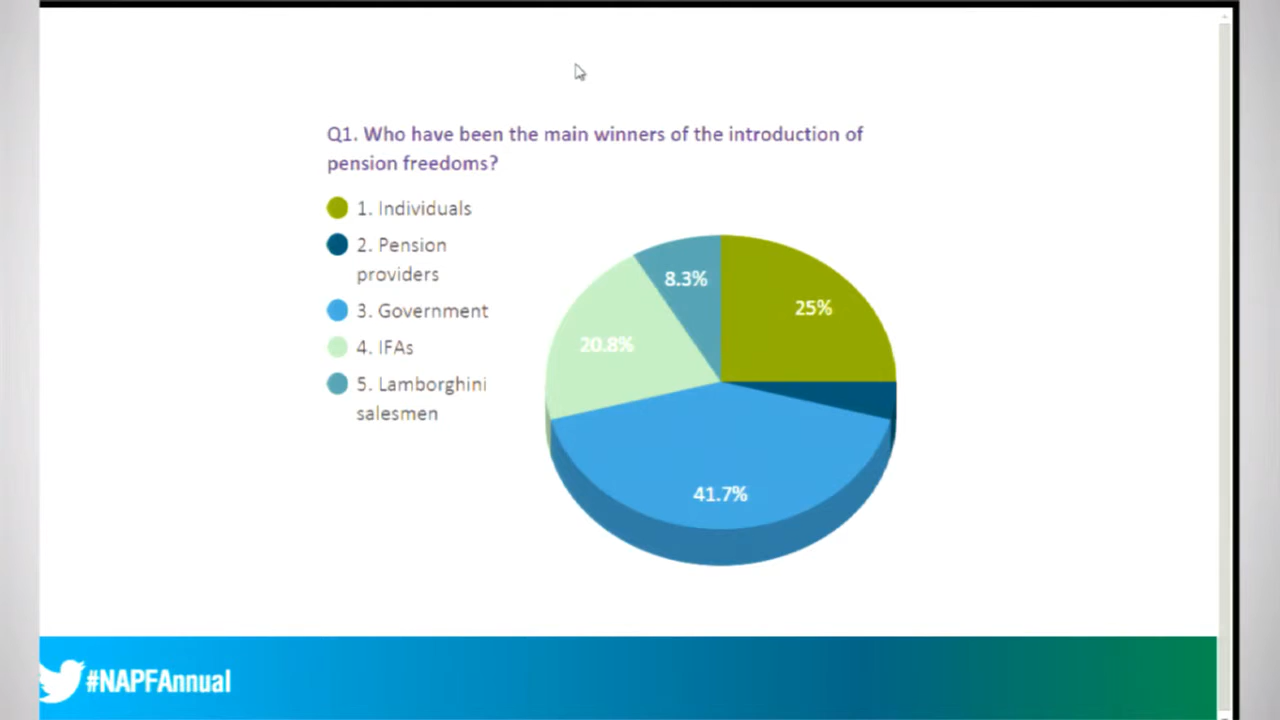 Q1. Who have been the main winners of the introduction of
pension freedoms?
1. Individuals
2. Pension
providers
3. Government
4. IFAs
5. Lamborghini
salesmen
8.3%
25%
20.8%
41.7%
#NAPFAnnual